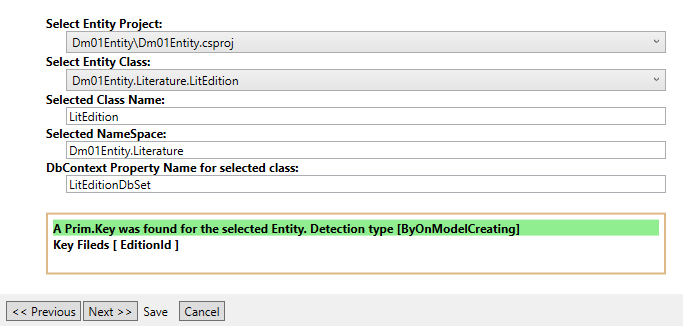 Select Entity Project:
Dm01Entity\Dm01Entity.csproj
Select Entity Class:
Dm01Entity.Literature.LitEdition
Selected Class Name:
LitEdition
Selected NameSpace:
Dm01Entity.Literature
DbContext Property Name for selected class:
LitEditionDbSet
A Prim.Key was found for the selected Entity. Detection type [ByOnModelCreating]
Key Fileds [ EditionId ]
<< Previous Next >> Save Cancel